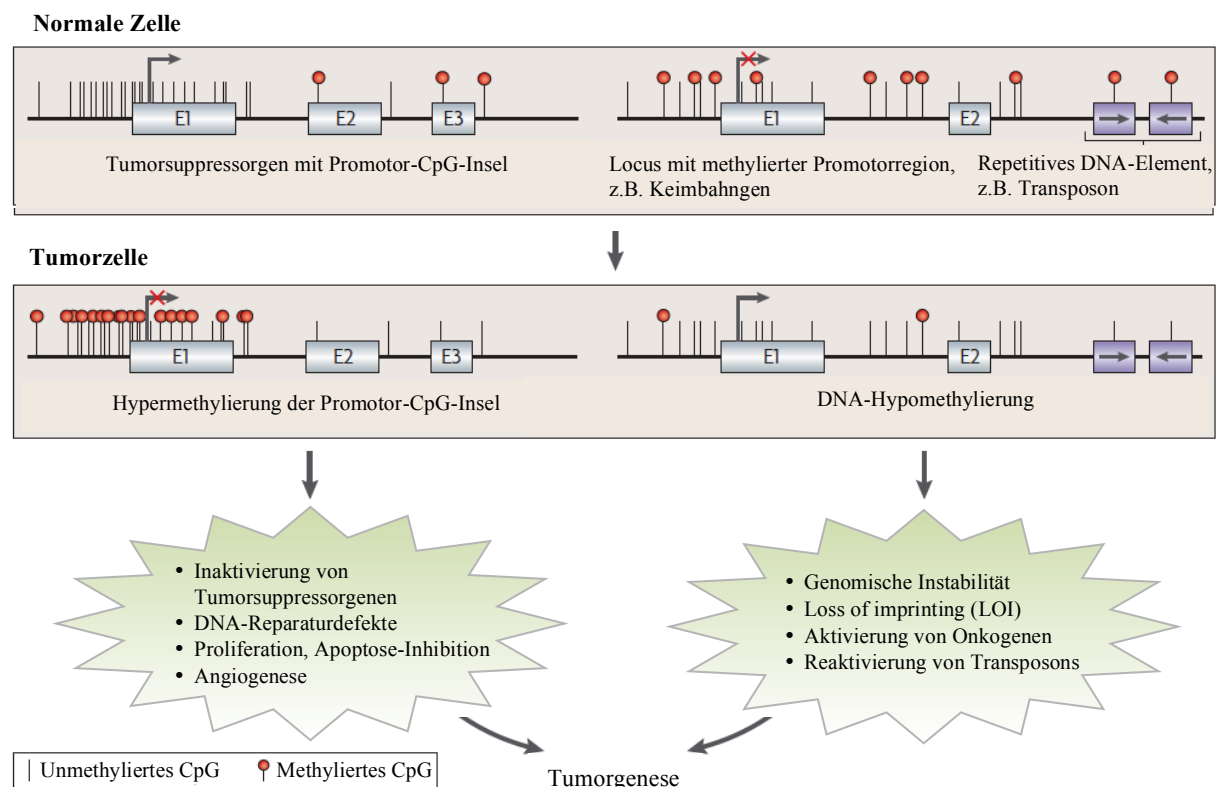 Normale Zelle
E1
E2
E3
E1
E2
Tumorsuppressorgen mit Promotor-CpG-Insel
Locus mit methylierter Promotorregion,
z.B. Keimbahngen
Repetitives DNA-Element,
z.B. Transposon
Tumorzelle
E1
E2
E3
E1
E2
Hypermethylierung der Promotor-CpG-Insel
DNA-Hypomethylierung
• Inaktivierung von
Tumorsuppressorgenen
• DNA-Reparaturdefekte
• Proliferation, Apoptose-Inhibition
• Angiogenese
• Genomische Instabilität
• Loss of imprinting (LOI)
• Aktivierung von Onkogenen
• Reaktivierung von Transposons
Unmethyliertes CpG
Methyliertes CpG
Tumorgenese